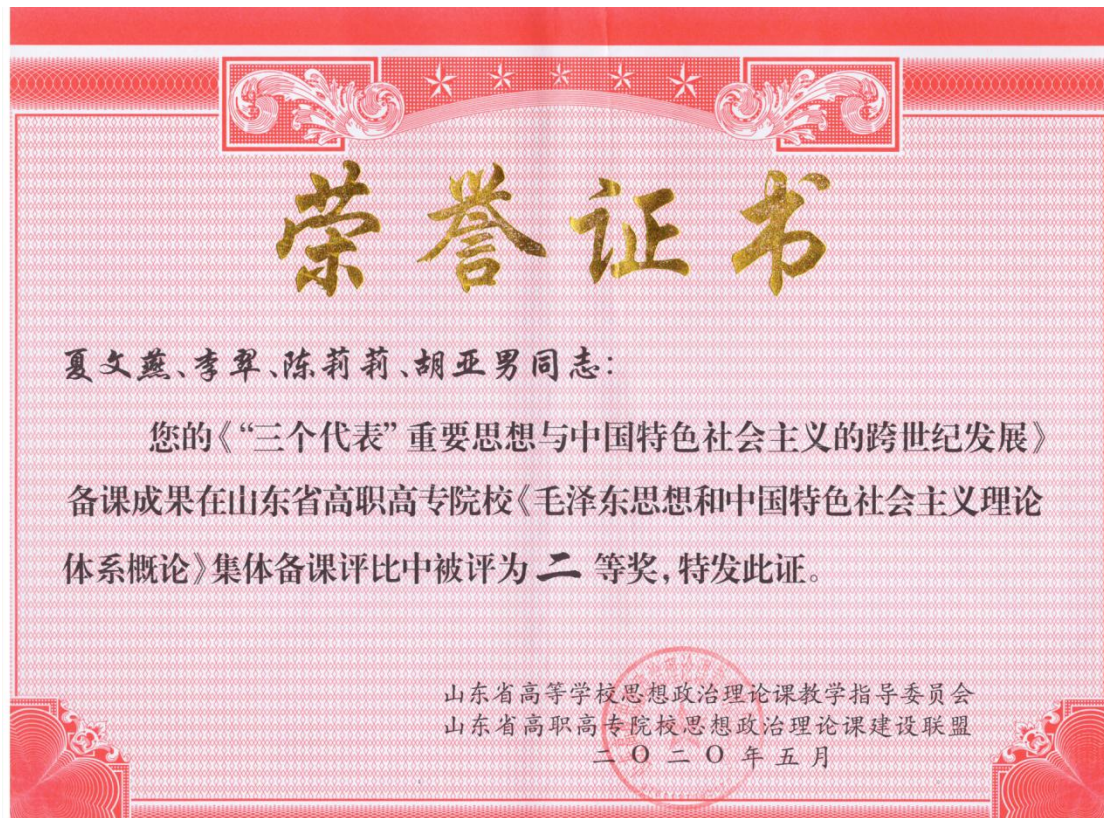 荣誉证书
夏文燕、李翠、陈莉莉、胡亚男同志：
您的《“三个代表”重要思想与中国特色社会主义的跨世纪发展》
备课成果在山东省高职高专院校《毛泽东思想和中国特色社会主义理论
体系概论》集体备课评比中被评为 二 等奖，特发此证。
山东省高等学校思想政治理论课教学指导委员会
山东省高职高专院校思想政治理论课建设联盟
二〇二〇年五月